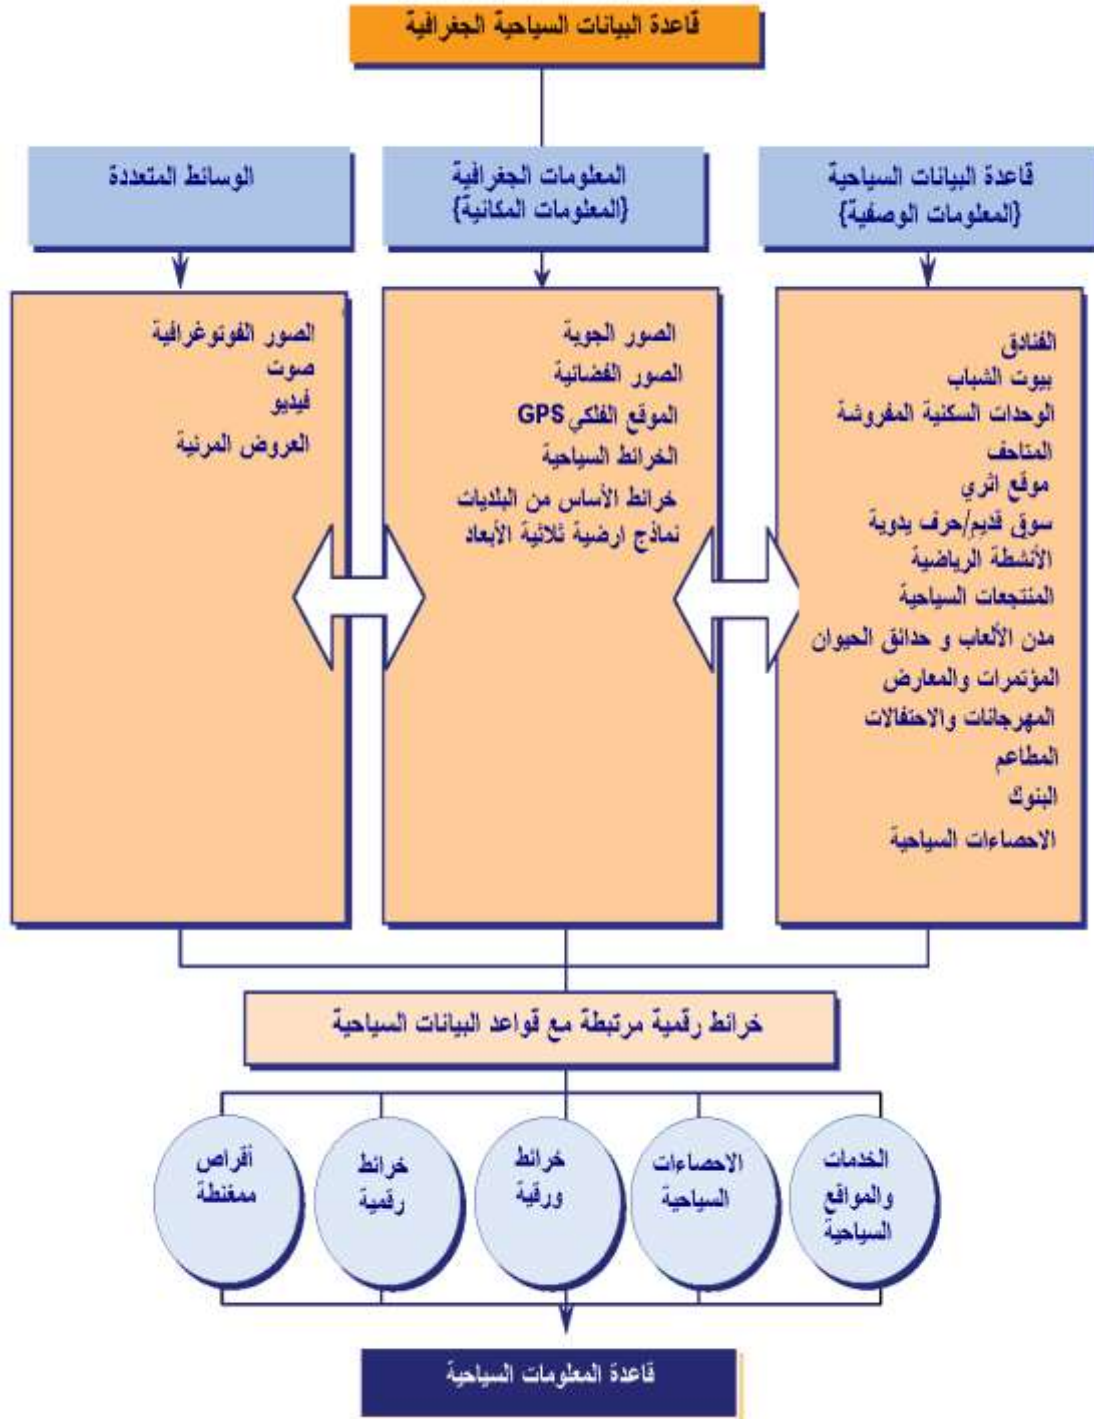 قاعدة البيانات السياحية الجغرافية
قاعدة البيانات السياحية
{المعلومات الوصفية}
المعلومات الجغرافية
{المعلومات المكانية}
الوسائط المتعددة
الفنادق
بيوت الشباب
الوحدات السكنية المفروشة
المتاحف
موقع اثري
سوق قديم/حرف يدوية
الأنشطة الرياضية
المنتجعات السياحية
مدن الألعاب و حدائق الحيوان
المؤتمرات والمعارض
المهرجانات والاحتفالات
المطاعم
البنوك
الاحصاءات السياحية
الصور الجوية
الصور الفضائية
الموقع الفلكي GPS
الخرائط السياحية
خرائط الأساس من البلديات
نماذج ارضية ثلاثية الأبعاد
الصور الفوتوغرافية
صوت
فيديو
العروض المرئية
خرائط رقمية مرتبطة مع قواعد البيانات السياحية
الخدمات
والمواقع
السياحية
الاحصاءات
السياحية
خرائط
ورقية
خرائط
رقمية
أقراص
ممغنطة
قاعدة المعلومات السياحية